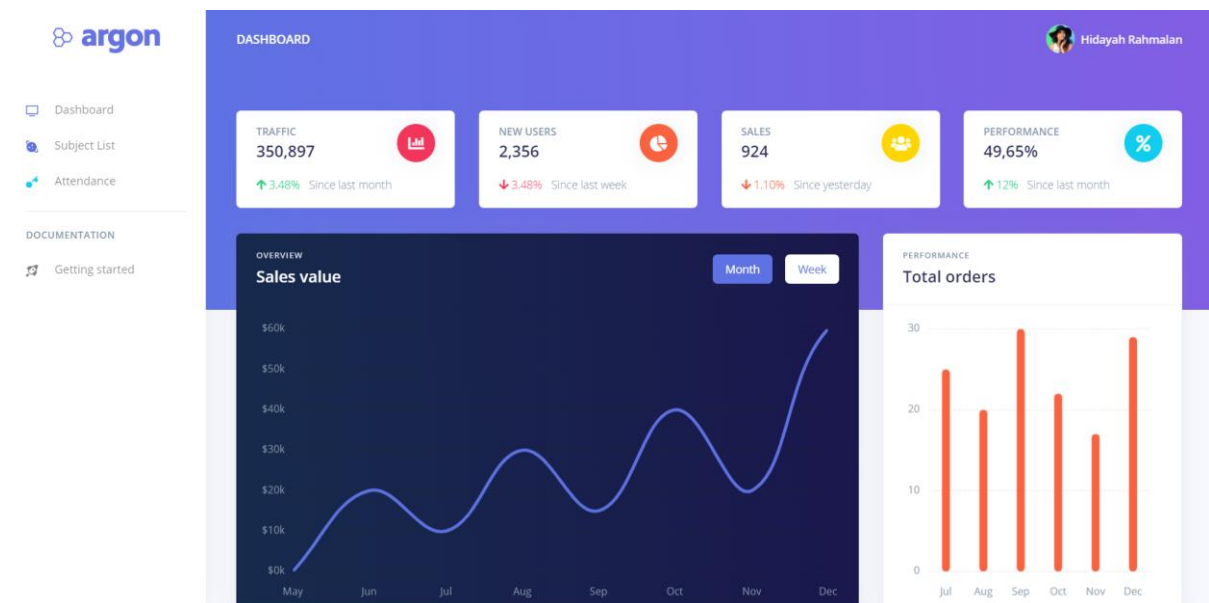 argon
DASHBOARD
Hidayah Rahmalan
Dashboard
Subject List
Attendance
DOCUMENTATION
Getting started
TRAFFIC
350,897
3.48% Since last month
NEW USERS
2,356
3.48% Since last week
SALES
924
1.10% Since yesterday
PERFORMANCE
49,65%
12% Since last month
OVERVIEW
Sales value
Month Week
$60k
$50k
$40k
$30k
$20k
$10k
$0k
May Jun Jul Aug Sep Oct Nov Dec
PERFORMANCE
Total orders
30
20
10
0
Jul Aug Sep Oct Nov Dec